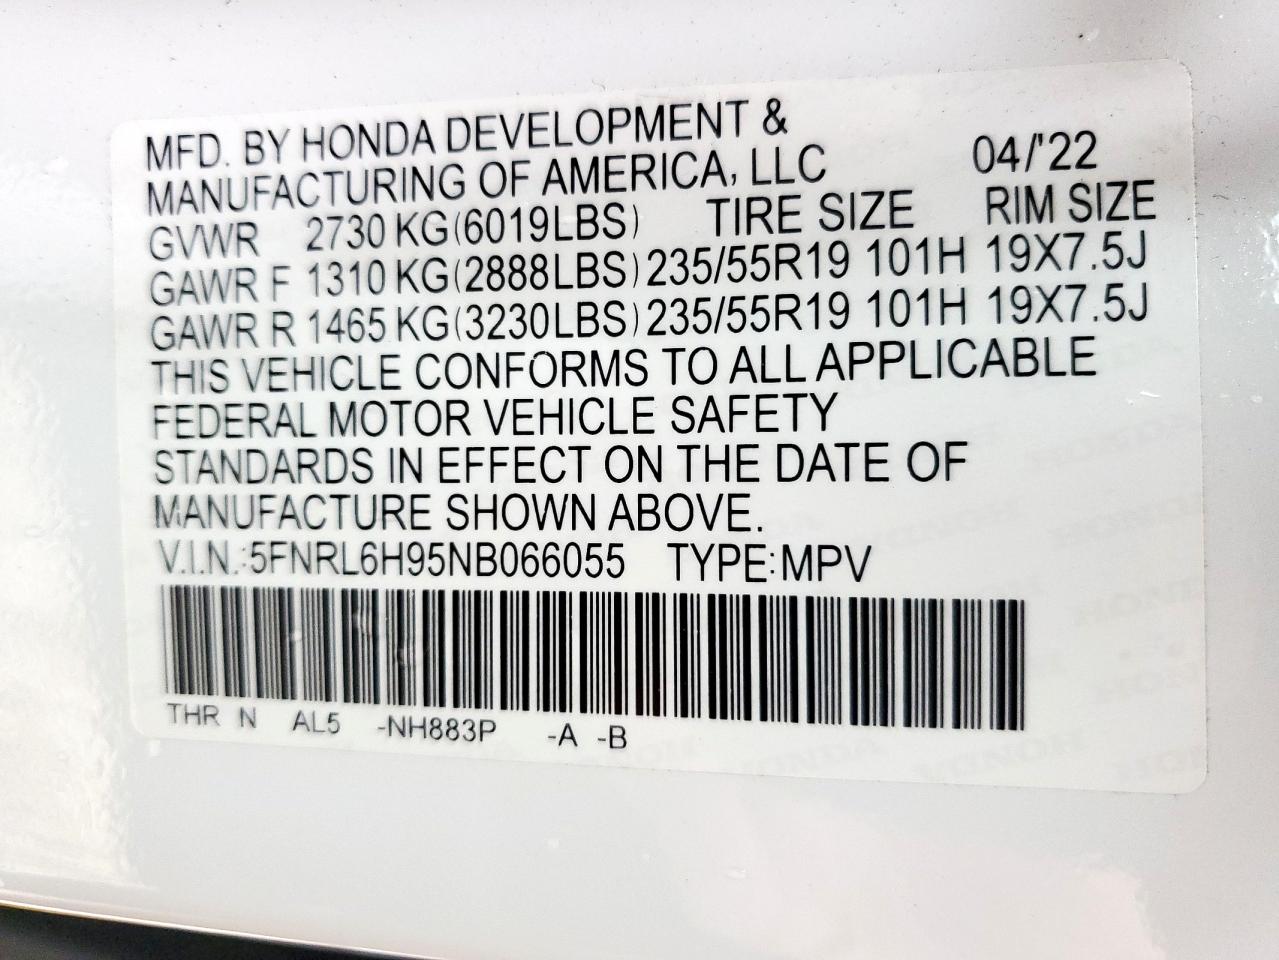 MFD. BY HONDA DEVELOPMENT &
MANUFACTURING OF AMERICA, LLC 04/'22
GVWR 2730 KG(6019LBS) TIRE SIZE RIM SIZE
GAWR F 1310 KG(2888LBS) 235/55R19 101H 19X7.5J
GAWR R 1465 KG(3230LBS) 235/55R19 101H 19X7.5J
THIS VEHICLE CONFORMS TO ALL APPLICABLE
FEDERAL MOTOR VEHICLE SAFETY
STANDARDS IN EFFECT ON THE DATE OF
MANUFACTURE SHOWN ABOVE.
V.I.N.:5FNRL6H95NB066055 TYPE:MPV
THR N AL5 -NH883P -A -B